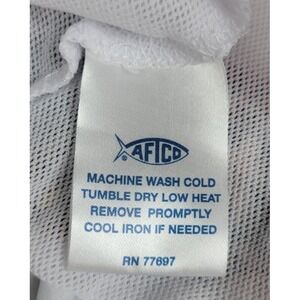 AFTCO
®
MACHINE WASH COLD
TUMBLE DRY LOW HEAT
REMOVE PROMPTLY
COOL IRON IF NEEDED
RN 77697